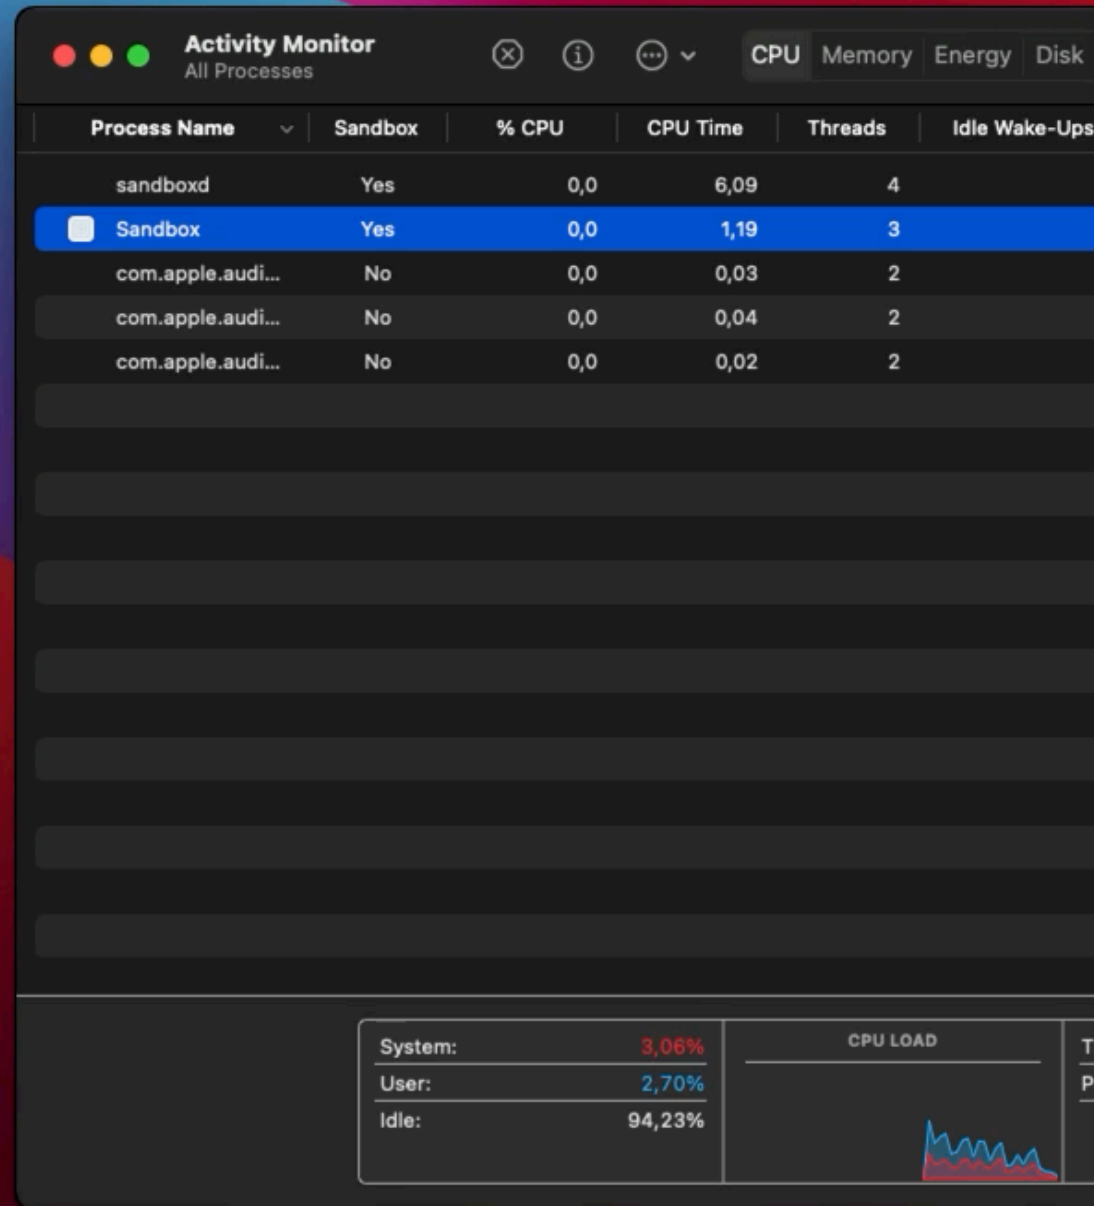 Activity Monitor
All Processes
CPU Memory Energy Disk
Process Name Sandbox % CPU CPU Time Threads Idle Wake-Ups
sandboxd Yes 0,0 6,09 4
Sandbox Yes 0,0 1,19 3
com.apple.audi... No 0,0 0,03 2
com.apple.audi... No 0,0 0,04 2
com.apple.audi... No 0,0 0,02 2
System: 3,06%
User: 2,70%
Idle: 94,23%
CPU LOAD
T
P